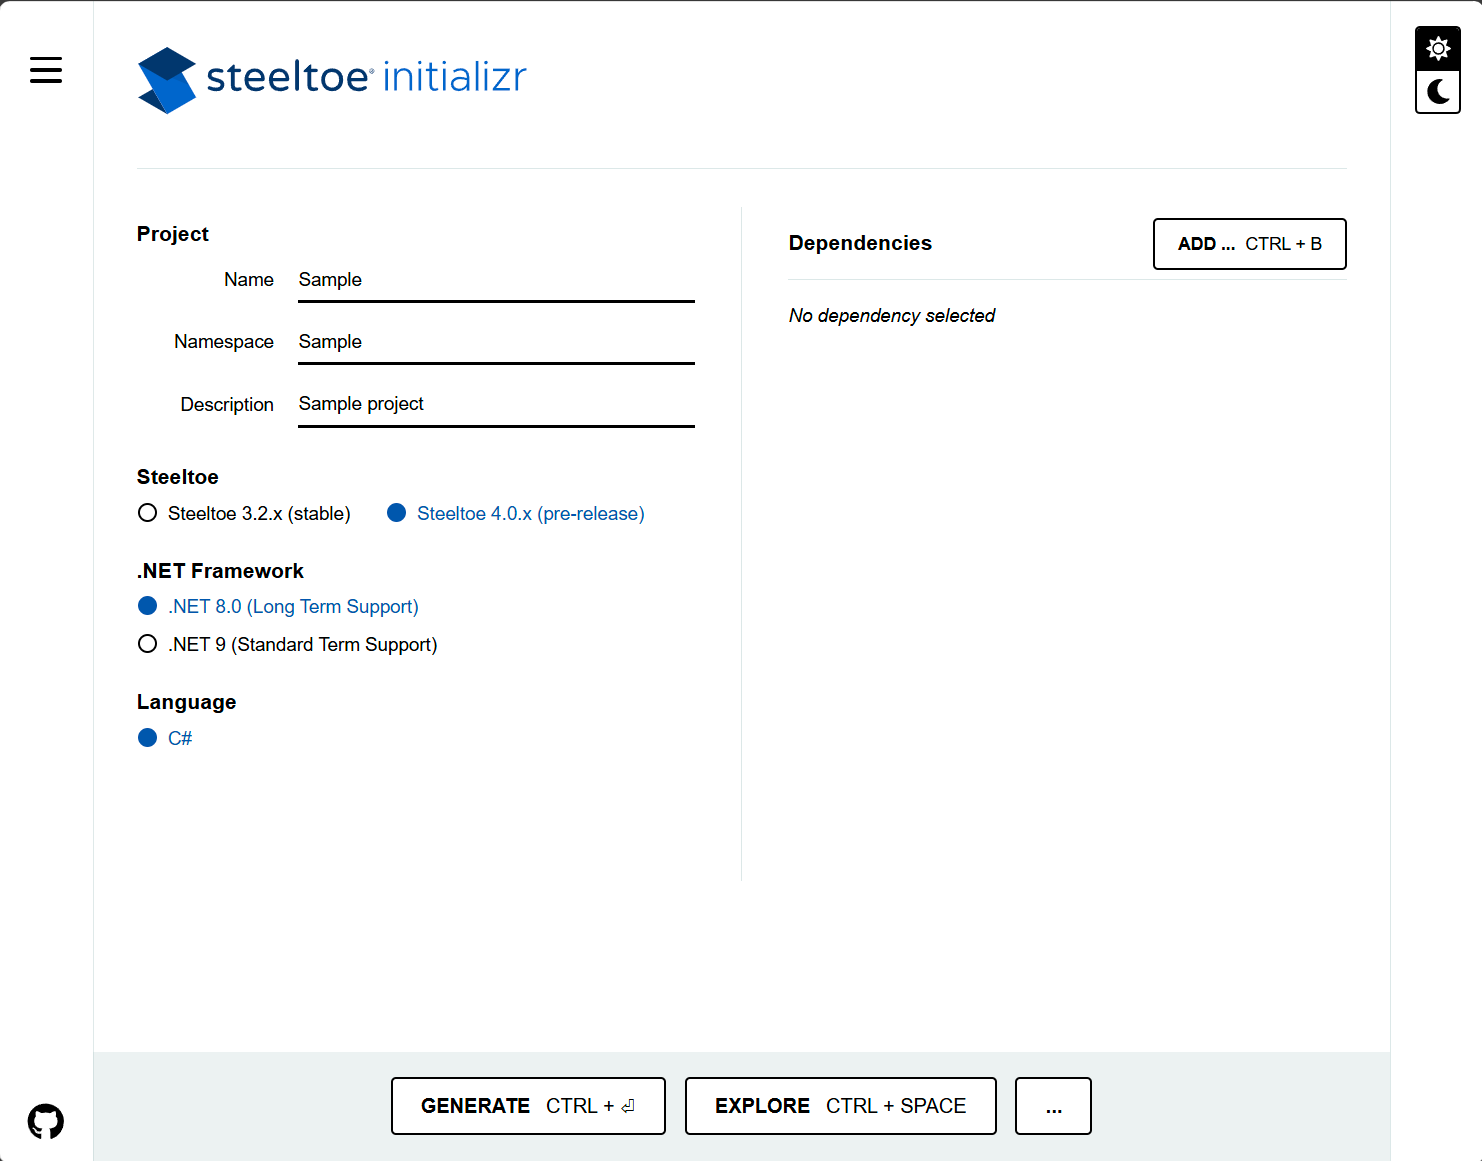 steeltoe® initializr
Project
Name Sample
Namespace Sample
Description Sample project
Steeltoe
Steeltoe 3.2.x (stable) Steeltoe 4.0.x (pre-release)
.NET Framework
.NET 8.0 (Long Term Support)
.NET 9 (Standard Term Support)
Language
C#
Dependencies ADD ... CTRL + B
No dependency selected
GENERATE CTRL + ⏎ EXPLORE CTRL + SPACE ...